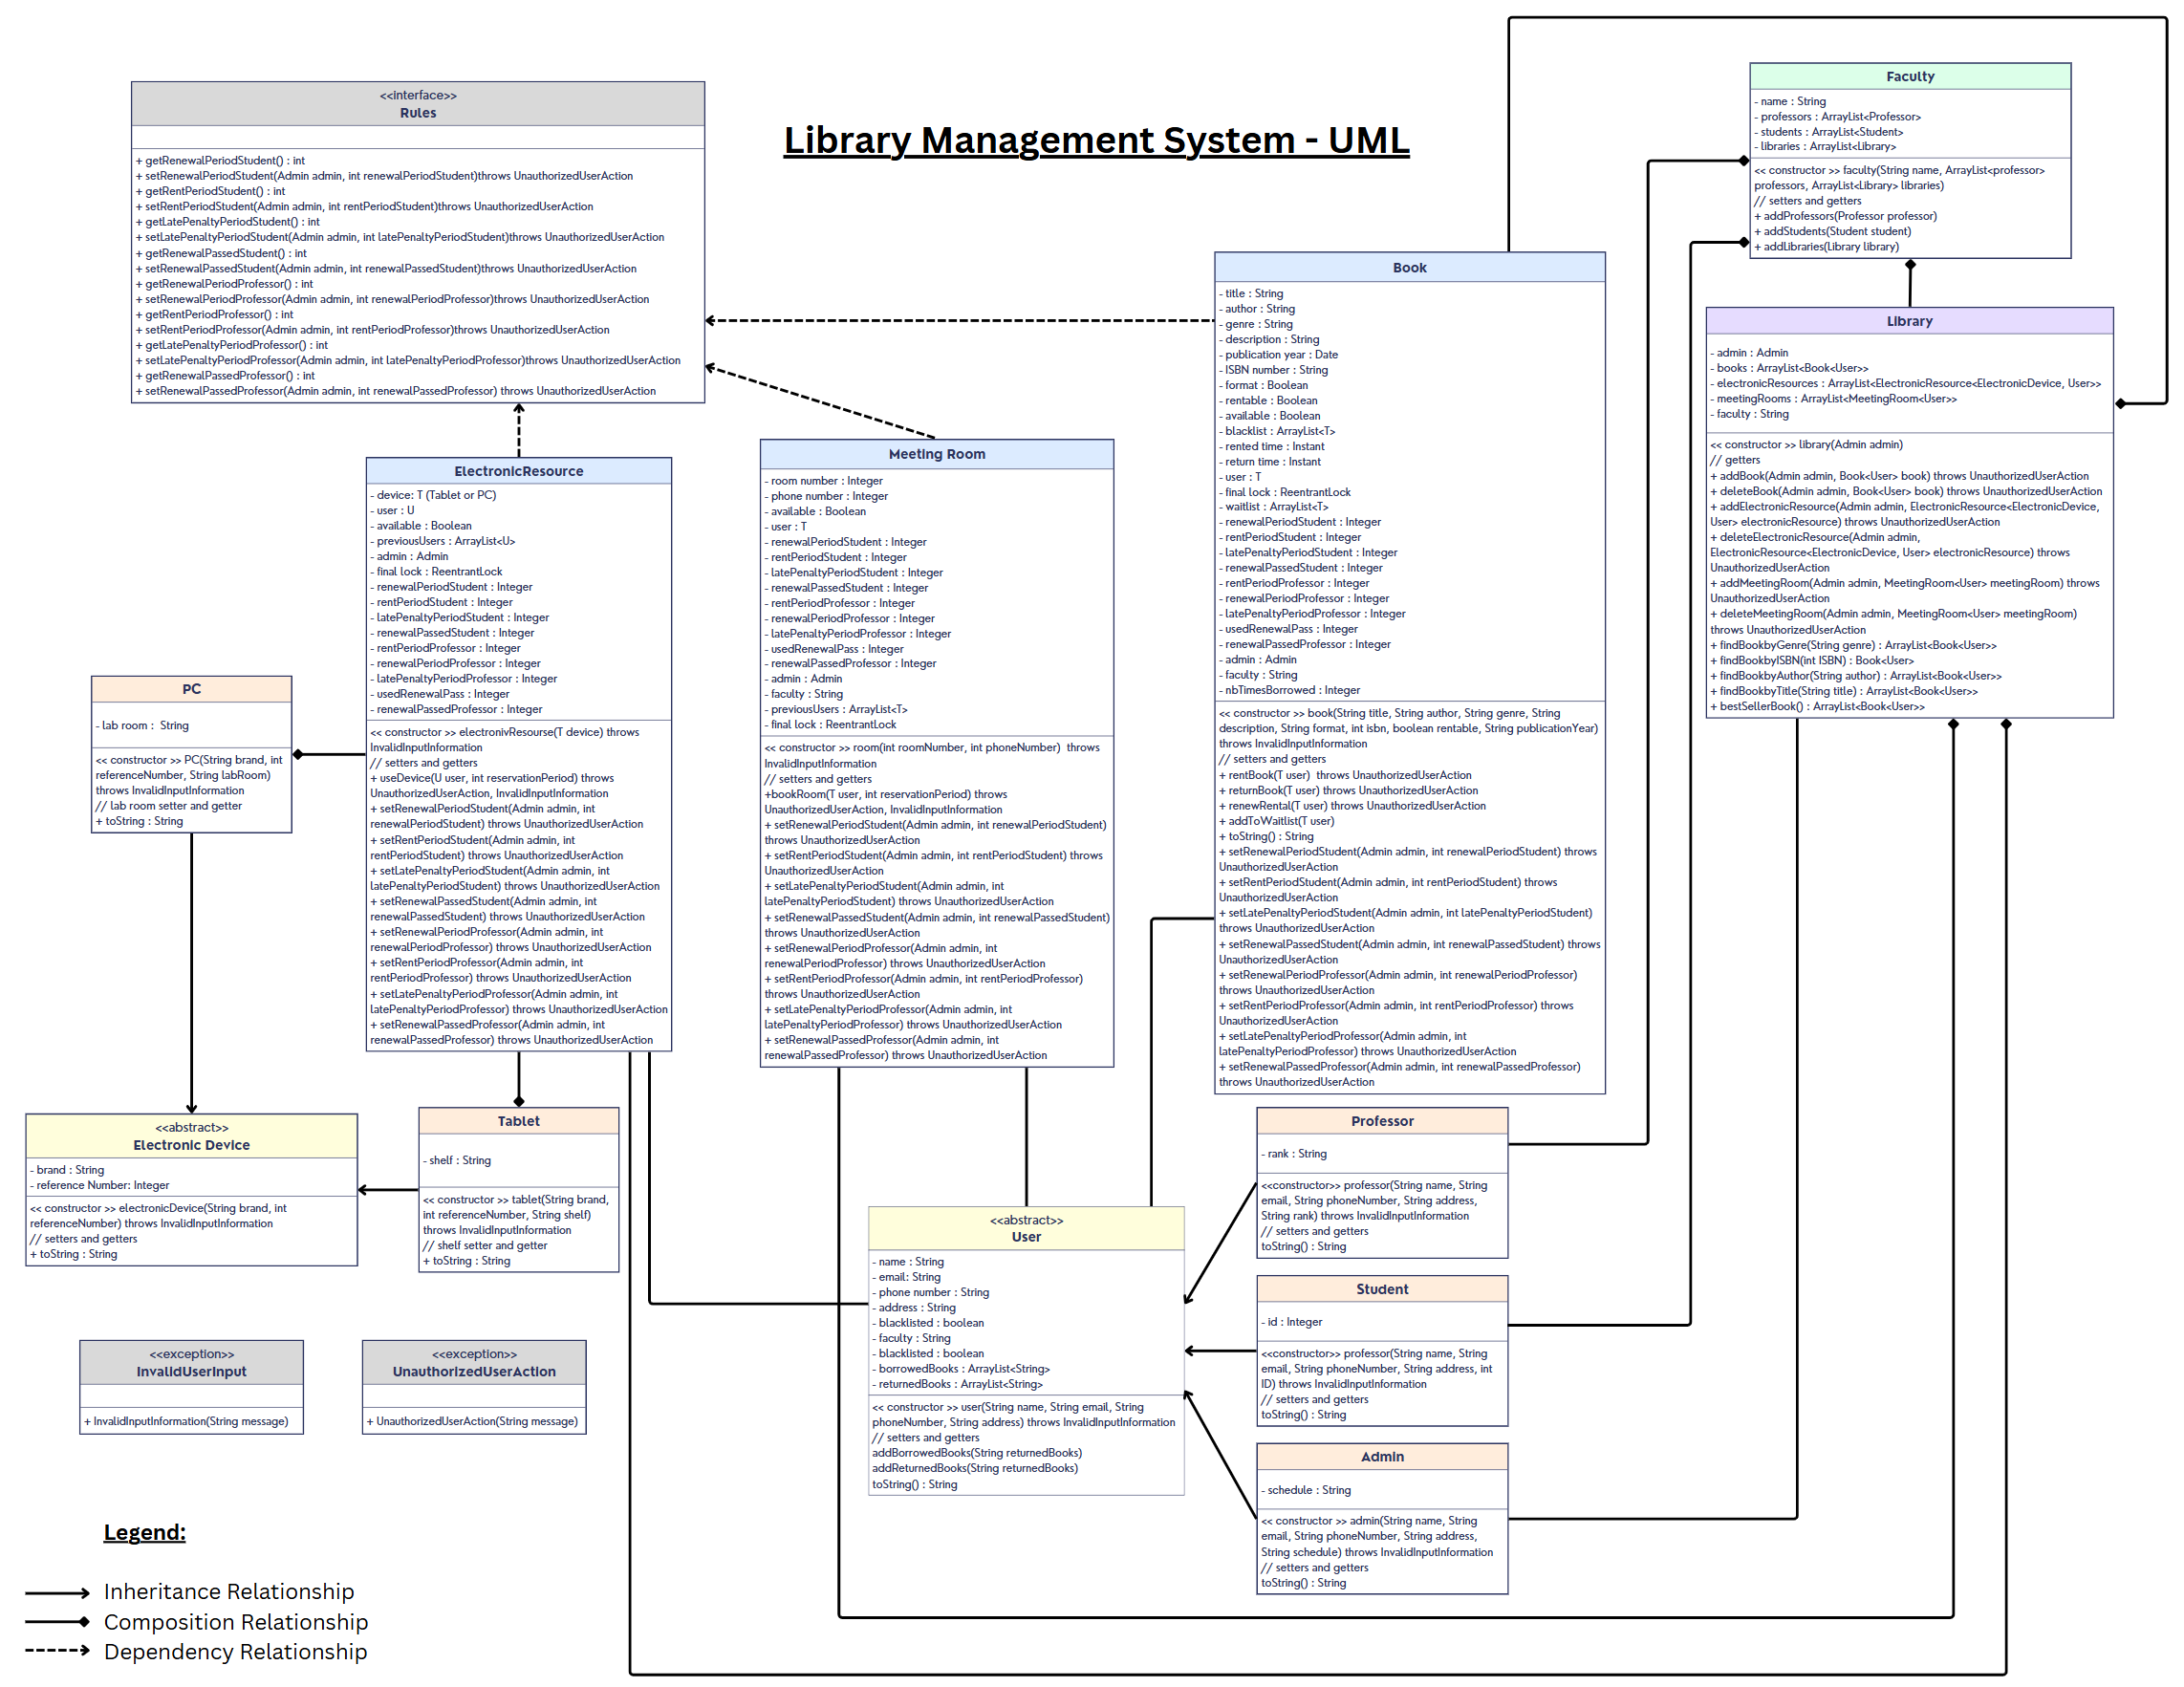 Library Management System - UML
<<interface>>
Rules
+ getRenewalPeriodStudent() : int
+ setRenewalPeriodStudent(Admin admin, int renewalPeriodStudent)throws UnauthorizedUserAction
+ getRentPeriodStudent() : int
+ setRentPeriodStudent(Admin admin, int rentPeriodStudent)throws UnauthorizedUserAction
+ getLatePenaltyPeriodStudent() : int
+ setLatePenaltyPeriodStudent(Admin admin, int latePenaltyPeriodStudent)throws UnauthorizedUserAction
+ getRenewalPassedStudent() : int
+ setRenewalPassedStudent(Admin admin, int renewalPassedStudent)throws UnauthorizedUserAction
+ getRenewalPeriodProfessor() : int
+ setRenewalPeriodProfessor(Admin admin, int renewalPeriodProfessor)throws UnauthorizedUserAction
+ getRentPeriodProfessor() : int
+ setRentPeriodProfessor(Admin admin, int rentPeriodProfessor)throws UnauthorizedUserAction
+ getLatePenaltyPeriodProfessor() : int
+ setLatePenaltyPeriodProfessor(Admin admin, int latePenaltyPeriodProfessor)throws UnauthorizedUserAction
+ getRenewalPassedProfessor() : int
+ setRenewalPassedProfessor(Admin admin, int renewalPassedProfessor) throws UnauthorizedUserAction
Faculty
- name : String
- professors : ArrayList<Professor>
- students : ArrayList<Student>
- libraries : ArrayList<Library>
<< constructor >> faculty(String name, ArrayList<professor>
professors, ArrayList<Library> libraries)
// setters and getters
+ addProfessors(Professor professor)
+ addStudents(Student student)
+ addLibraries(Library library)
Library
- admin : Admin
- books : ArrayList<Book<User>>
- electronicResources : ArrayList<ElectronicResource<ElectronicDevice, User>>
- meetingRooms : ArrayList<MeetingRoom<User>>
- faculty : String
<< constructor >> library(Admin admin)
// getters
+ addBook(Admin admin, Book<User> book) throws UnauthorizedUserAction
+ deleteBook(Admin admin, Book<User> book) throws UnauthorizedUserAction
+ addElectronicResource(Admin admin, ElectronicResource<ElectronicDevice,
User> electronicResource) throws UnauthorizedUserAction
+ deleteElectronicResource(Admin admin,
ElectronicResource<ElectronicDevice, User> electronicResource) throws
UnauthorizedUserAction
+ addMeetingRoom(Admin admin, MeetingRoom<User> meetingRoom) throws
UnauthorizedUserAction
+ deleteMeetingRoom(Admin admin, MeetingRoom<User> meetingRoom)
throws UnauthorizedUserAction
+ findBookbyGenre(String genre) : ArrayList<Book<User>>
+ findBookbyISBN(int ISBN) : Book<User>
+ findBookbyAuthor(String author) : ArrayList<Book<User>>
+ findBookbyTitle(String title) : ArrayList<Book<User>>
+ bestSellerBook() : ArrayList<Book<User>>
Book
- title : String
- author : String
- genre : String
- description : String
- publication year : Date
- ISBN number : String
- format : Boolean
- rentable : Boolean
- available : Boolean
- blacklist : ArrayList<T>
- rented time : Instant
- return time : Instant
- user : T
- final lock : ReentrantLock
- waitlist : ArrayList<T>
- renewalPeriodStudent : Integer
- rentPeriodStudent : Integer
- latePenaltyPeriodStudent : Integer
- renewalPassedStudent : Integer
- rentPeriodProfessor : Integer
- renewalPeriodProfessor : Integer
- latePenaltyPeriodProfessor : Integer
- usedRenewalPass : Integer
- renewalPassedProfessor : Integer
- admin : Admin
- faculty : String
- nbTimesBorrowed : Integer
<< constructor >> book(String title, String author, String genre, String
description, String format, int isbn, boolean rentable, String publicationYear)
throws InvalidInputInformation
// setters and getters
+ rentBook(T user)  throws UnauthorizedUserAction
+ returnBook(T user) throws UnauthorizedUserAction
+ renewRental(T user) throws UnauthorizedUserAction
+ addToWaitlist(T user)
+ toString() : String
+ setRenewalPeriodStudent(Admin admin, int renewalPeriodStudent) throws
UnauthorizedUserAction
+ setRentPeriodStudent(Admin admin, int rentPeriodStudent) throws
UnauthorizedUserAction
+ setLatePenaltyPeriodStudent(Admin admin, int latePenaltyPeriodStudent)
throws UnauthorizedUserAction
+ setRenewalPassedStudent(Admin admin, int renewalPassedStudent) throws
UnauthorizedUserAction
+ setRenewalPeriodProfessor(Admin admin, int renewalPeriodProfessor)
throws UnauthorizedUserAction
+ setRentPeriodProfessor(Admin admin, int rentPeriodProfessor) throws
UnauthorizedUserAction
+ setLatePenaltyPeriodProfessor(Admin admin, int
latePenaltyPeriodProfessor) throws UnauthorizedUserAction
+ setRenewalPassedProfessor(Admin admin, int renewalPassedProfessor)
throws UnauthorizedUserAction
Meeting Room
- room number : Integer
- phone number : Integer
- available : Boolean
- user : T
- renewalPeriodStudent : Integer
- rentPeriodStudent : Integer
- latePenaltyPeriodStudent : Integer
- renewalPassedStudent : Integer
- rentPeriodProfessor : Integer
- renewalPeriodProfessor : Integer
- latePenaltyPeriodProfessor : Integer
- usedRenewalPass : Integer
- renewalPassedProfessor : Integer
- admin : Admin
- faculty : String
- previousUsers : ArrayList<T>
- final lock : ReentrantLock
<< constructor >> room(int roomNumber, int phoneNumber)  throws
InvalidInputInformation
// setters and getters
+bookRoom(T user, int reservationPeriod) throws
UnauthorizedUserAction, InvalidInputInformation
+ setRenewalPeriodStudent(Admin admin, int renewalPeriodStudent)
throws UnauthorizedUserAction
+ setRentPeriodStudent(Admin admin, int rentPeriodStudent) throws
UnauthorizedUserAction
+ setLatePenaltyPeriodStudent(Admin admin, int
latePenaltyPeriodStudent) throws UnauthorizedUserAction
+ setRenewalPassedStudent(Admin admin, int renewalPassedStudent)
throws UnauthorizedUserAction
+ setRenewalPeriodProfessor(Admin admin, int
renewalPeriodProfessor) throws UnauthorizedUserAction
+ setRentPeriodProfessor(Admin admin, int rentPeriodProfessor)
throws UnauthorizedUserAction
+ setLatePenaltyPeriodProfessor(Admin admin, int
latePenaltyPeriodProfessor) throws UnauthorizedUserAction
+ setRenewalPassedProfessor(Admin admin, int
renewalPassedProfessor) throws UnauthorizedUserAction
ElectronicResource
- device: T (Tablet or PC)
- user : U
- available : Boolean
- previousUsers : ArrayList<U>
- admin : Admin
- final lock : ReentrantLock
- renewalPeriodStudent : Integer
- rentPeriodStudent : Integer
- latePenaltyPeriodStudent : Integer
- renewalPassedStudent : Integer
- rentPeriodProfessor : Integer
- renewalPeriodProfessor : Integer
- latePenaltyPeriodProfessor : Integer
- usedRenewalPass : Integer
- renewalPassedProfessor : Integer
<< constructor >> electronivResourse(T device) throws
InvalidInputInformation
// setters and getters
+ useDevice(U user, int reservationPeriod) throws
UnauthorizedUserAction, InvalidInputInformation
+ setRenewalPeriodStudent(Admin admin, int
renewalPeriodStudent) throws UnauthorizedUserAction
+ setRentPeriodStudent(Admin admin, int
rentPeriodStudent) throws UnauthorizedUserAction
+ setLatePenaltyPeriodStudent(Admin admin, int
latePenaltyPeriodStudent) throws UnauthorizedUserAction
+ setRenewalPassedStudent(Admin admin, int
renewalPassedStudent) throws UnauthorizedUserAction
+ setRenewalPeriodProfessor(Admin admin, int
renewalPeriodProfessor) throws UnauthorizedUserAction
+ setRentPeriodProfessor(Admin admin, int
rentPeriodProfessor) throws UnauthorizedUserAction
+ setLatePenaltyPeriodProfessor(Admin admin, int
latePenaltyPeriodProfessor) throws UnauthorizedUserAction
+ setRenewalPassedProfessor(Admin admin, int
renewalPassedProfessor) throws UnauthorizedUserAction
PC
- lab room :  String
<< constructor >> PC(String brand, int
referenceNumber, String labRoom)
throws InvalidInputInformation
// lab room setter and getter
+ toString : String
<<abstract>>
Electronic Device
- brand : String
- reference Number: Integer
<< constructor >> electronicDevice(String brand, int
referenceNumber) throws InvalidInputInformation
// setters and getters
+ toString : String
Tablet
- shelf : String
<< constructor >> tablet(String brand,
int referenceNumber, String shelf)
throws InvalidInputInformation
// shelf setter and getter
+ toString : String
<<abstract>>
User
- name : String
- email: String
- phone number : String
- address : String
- blacklisted : boolean
- faculty : String
- blacklisted : boolean
- borrowedBooks : ArrayList<String>
- returnedBooks : ArrayList<String>
<< constructor >> user(String name, String email, String
phoneNumber, String address) throws InvalidInputInformation
// setters and getters
addBorrowedBooks(String returnedBooks)
addReturnedBooks(String returnedBooks)
toString() : String
Professor
- rank : String
<<constructor>> professor(String name, String
email, String phoneNumber, String address,
String rank) throws InvalidInputInformation
// setters and getters
toString() : String
Student
- id : Integer
<<constructor>> professor(String name, String
email, String phoneNumber, String address, int
ID) throws InvalidInputInformation
// setters and getters
toString() : String
Admin
- schedule : String
<< constructor >> admin(String name, String
email, String phoneNumber, String address,
String schedule) throws InvalidInputInformation
// setters and getters
toString() : String
<<exception>>
InvalidUserInput
+ InvalidInputInformation(String message)
<<exception>>
UnauthorizedUserAction
+ UnauthorizedUserAction(String message)
Legend:
Inheritance Relationship
Composition Relationship
Dependency Relationship